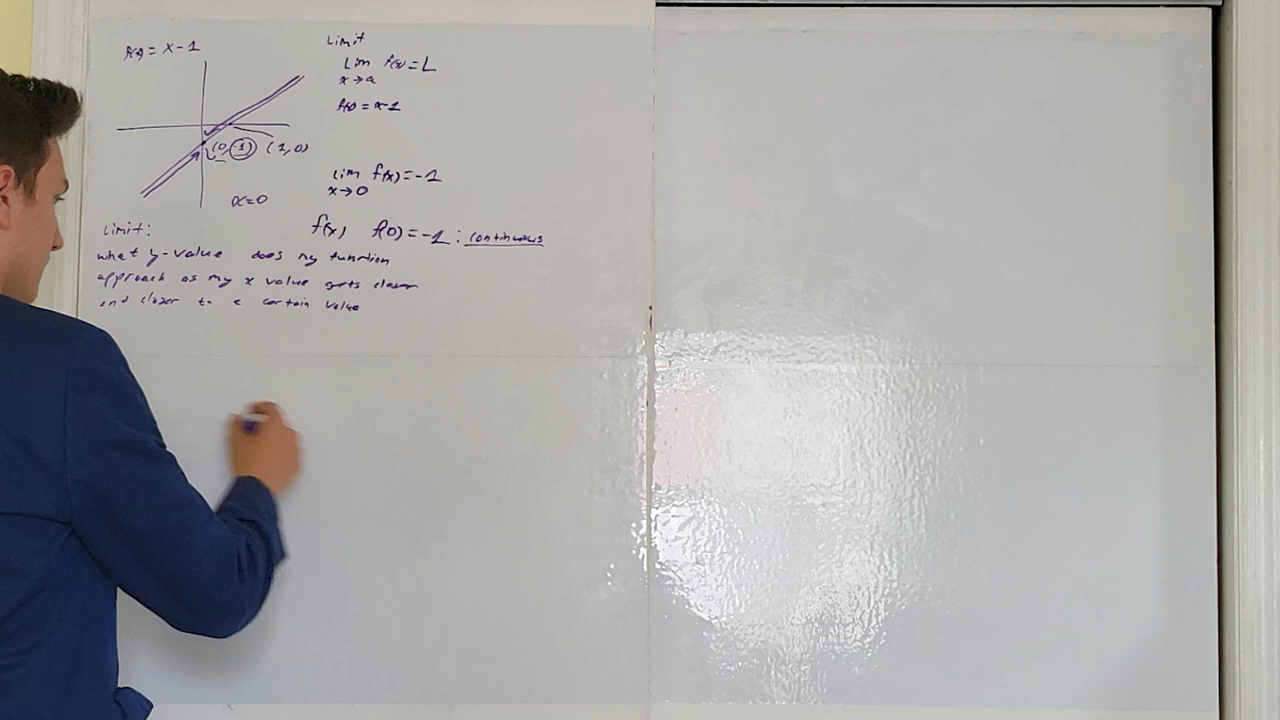 f(x) = x - 1
(0, -1) (1, 0)
x = 0
Limit
Lim f(x) = L
x → a
f(x) = x - 1
Lim f(x) = -1
x → 0
f(x) f(0) = -1 : continuous
Limit:
what y-value does my function
approach as my x value gets closer
and closer to a certain value